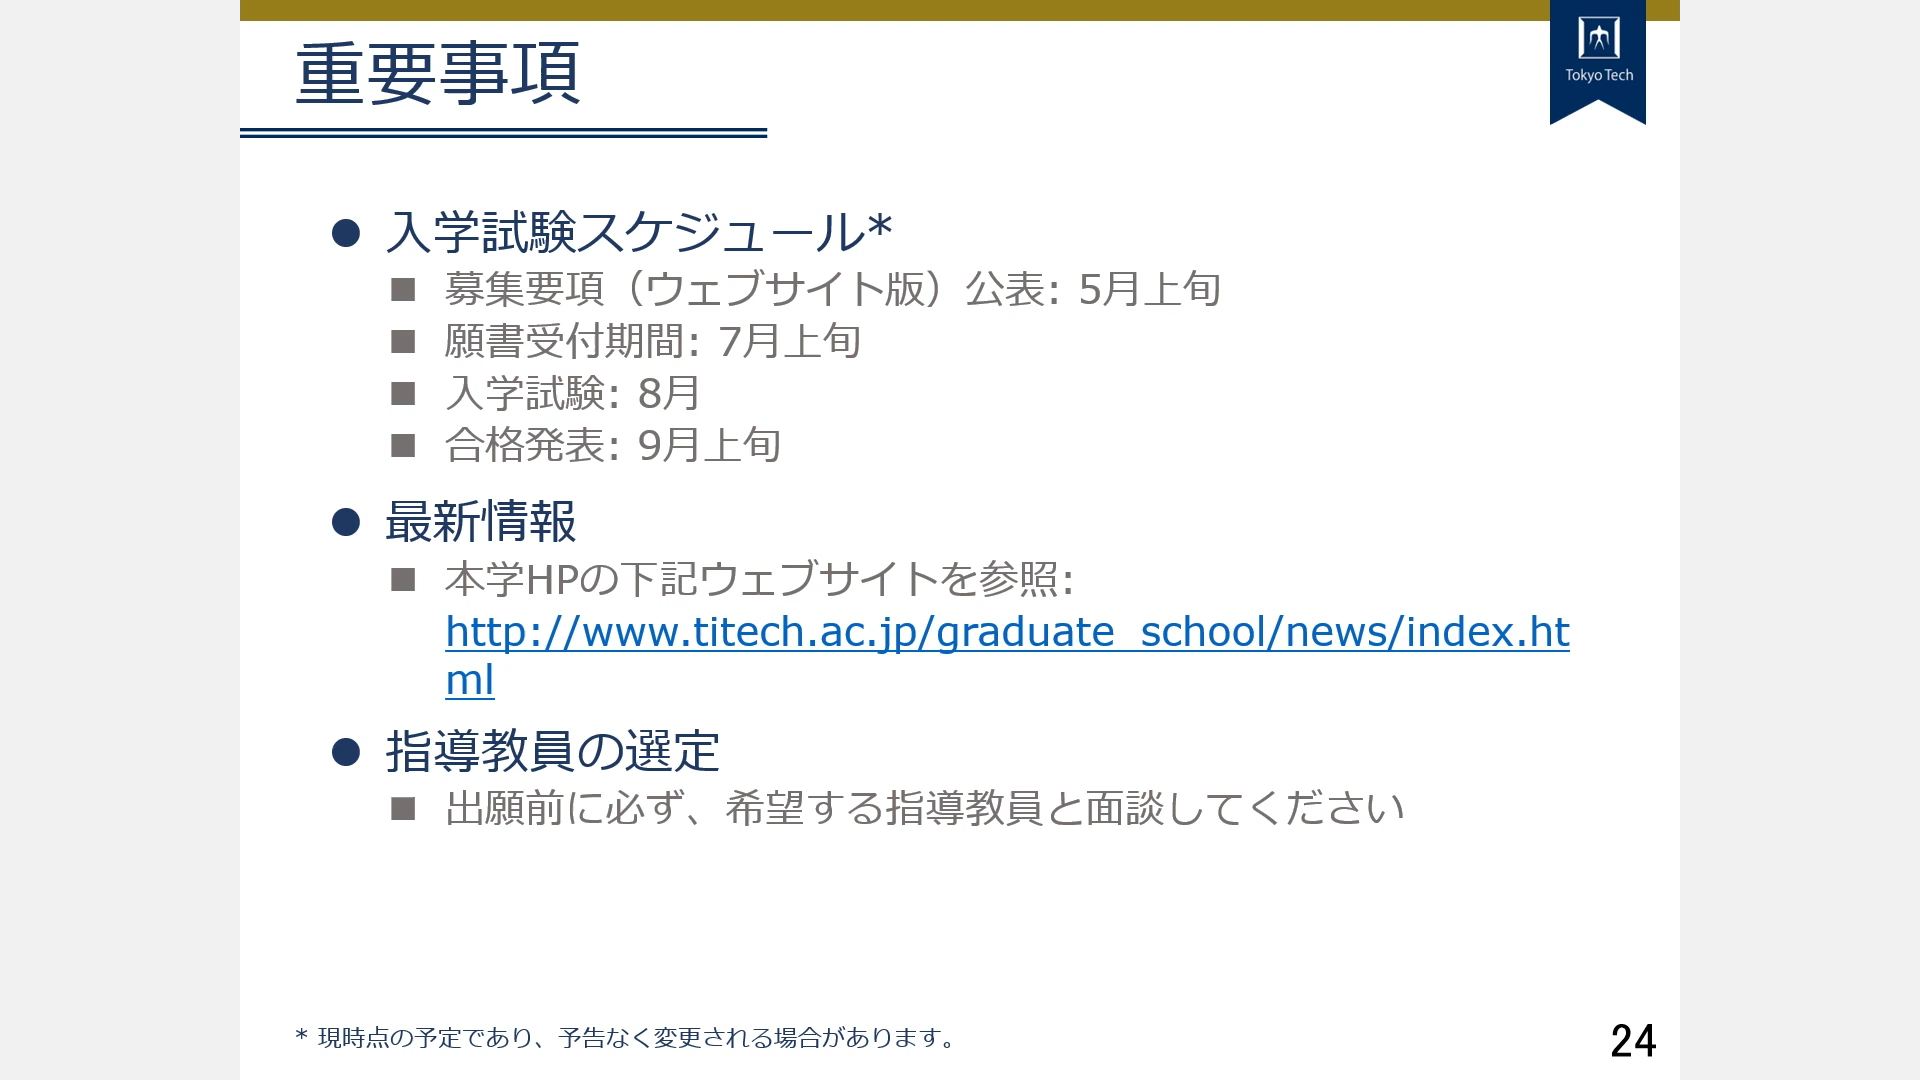 重要事項
Tokyo Tech
入学試験スケジュール*
募集要項（ウェブサイト版）公表: 5月上旬
願書受付期間: 7月上旬
入学試験: 8月
合格発表: 9月上旬
最新情報
本学HPの下記ウェブサイトを参照:
http://www.titech.ac.jp/graduate_school/news/index.ht
ml
指導教員の選定
出願前に必ず、希望する指導教員と面談してください
* 現時点の予定であり、予告なく変更される場合があります。
24